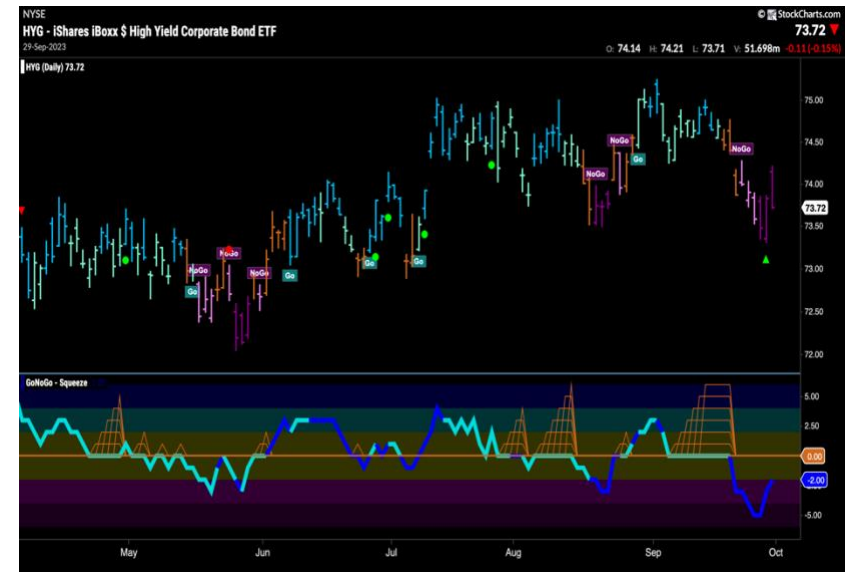 NYSE
© StockCharts.com
HYG - iShares iBoxx $ High Yield Corporate Bond ETF
73.72
29-Sep-2023
O: 74.14 H: 74.21 L: 73.71 V: 51.698m -0.11 (-0.15%)
HYG (Daily) 73.72
75.00
NoGo
74.50
NoGo
Go
NoGo
74.00
73.72
73.50
NoGo
Go
Go
73.00
NoGo
NoGo
Go
Go
72.50
72.00
GoNoGo - Squeeze
5.00
2.50
0.00
-2.00
-5.00
May Jun Jul Aug Sep Oct